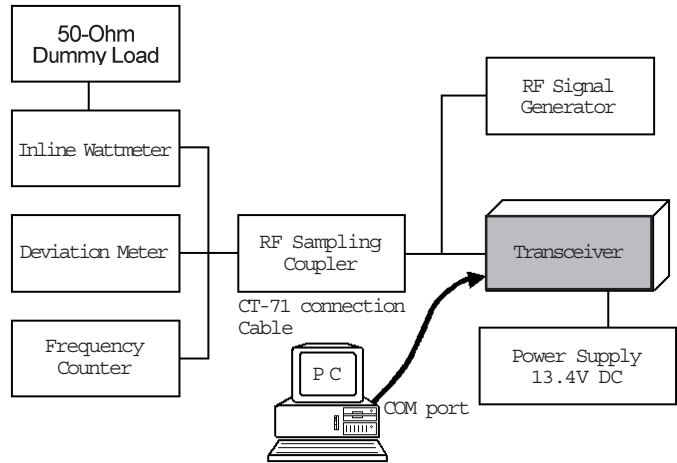 50-Ohm
Dummy Load
RF Signal
Generator
Inline Wattmeter
Deviation Meter
RF Sampling
Coupler
Transceiver
CT-71 connection
Cable
Frequency
Counter
PC
Power Supply
13.4V DC
COM port